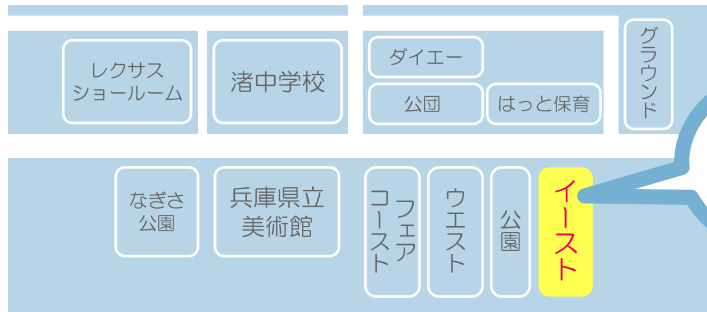 レクサス
ショールーム
渚中学校
ダイエー
公団
はっと保育
グラウンド
なぎさ
公園
兵庫県立
美術館
フェア
コースト
ウエスト
公園
イースト